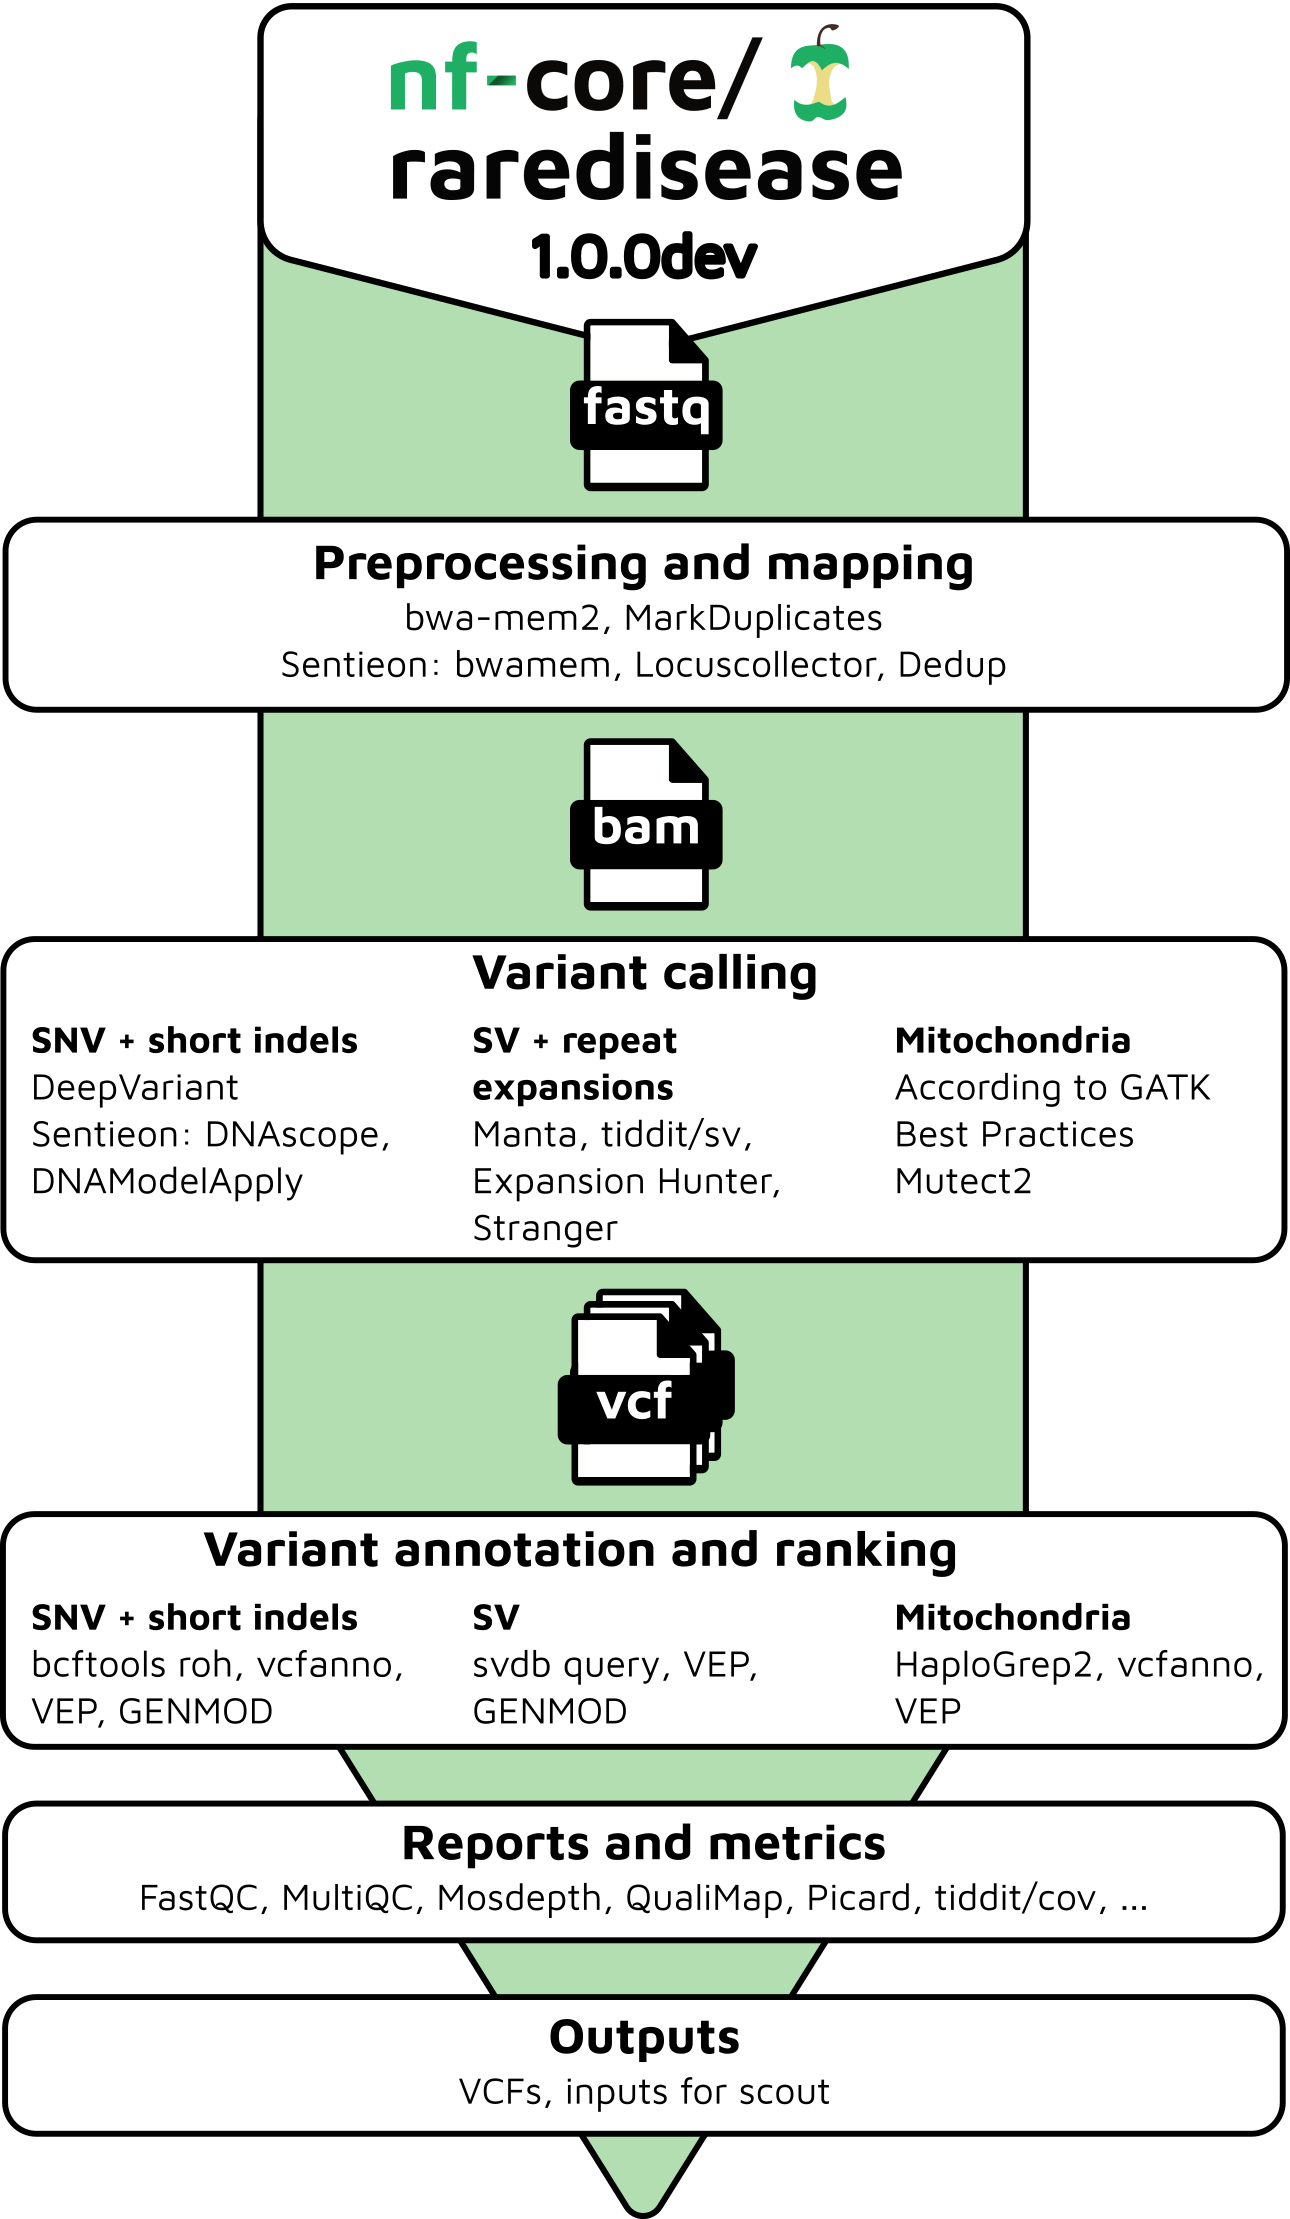 nf-core/
raredisease
1.0.0dev
fastq
Preprocessing and mapping
bwa-mem2, MarkDuplicates
Sentieon: bwamem, Locuscollector, Dedup
bam
Variant calling
SNV + short indels
DeepVariant
Sentieon: DNAscope,
DNAModelApply
SV + repeat
expansions
Manta, tiddit/sv,
Expansion Hunter,
Stranger
Mitochondria
According to GATK
Best Practices
Mutect2
vcf
Variant annotation and ranking
SNV + short indels
bcftools roh, vcfanno,
VEP, GENMOD
SV
svdb query, VEP,
GENMOD
Mitochondria
HaploGrep2, vcfanno,
VEP
Reports and metrics
FastQC, MultiQC, Mosdepth, QualiMap, Picard, tiddit/cov, ...
Outputs
VCFs, inputs for scout